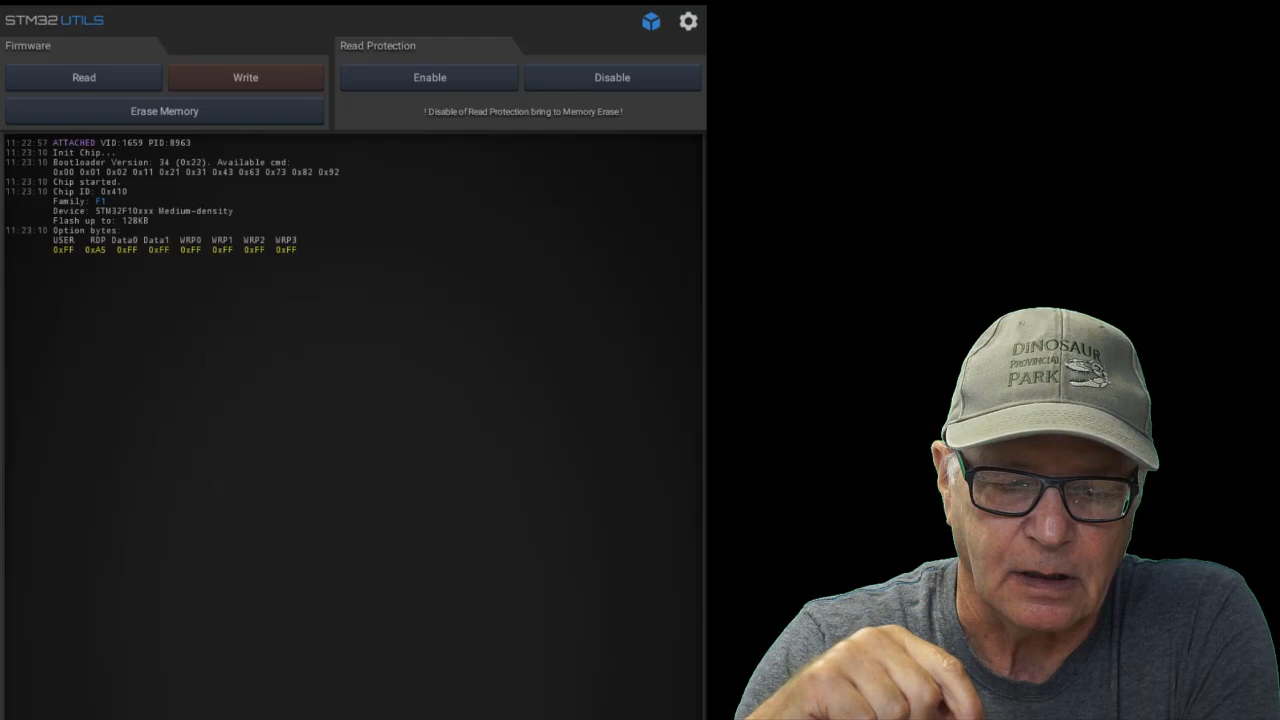 STM32 UTILS
Firmware
Read Protection
Read
Write
Enable
Disable
Erase Memory
! Disable of Read Protection bring to Memory Erase !
11:22:57 ATTACHED VID:1659 PID:8963
11:23:10 Init Chip...
11:23:10 Bootloader Version: 34 (0x22). Available cmd:
0x00 0x01 0x02 0x11 0x21 0x31 0x43 0x63 0x73 0x82 0x92
11:23:10 Chip started.
11:23:10 Chip ID: 0x410
Family: F1
Device: STM32F10xxx Medium-density
Flash up to: 128KB
11:23:10 Option bytes:
USER RDP Data0 Data1 WRP0 WRP1 WRP2 WRP3
0xFF 0xA5 0xFF 0xFF 0xFF 0xFF 0xFF 0xFF
DINOSAUR
PROVINCIAL
PARK